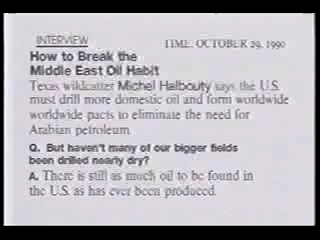 INTERVIEW
TIME, OCTOBER 29, 1990
How to Break the
Middle East Oil Habit
Texas wildcatter Michel Halbouty says the U.S.
must drill more domestic oil and form worldwide
worldwide pacts to eliminate the need for
Arabian petroleum.
Q. But haven't many of our bigger fields
been drilled nearly dry?
A. There is still as much oil to be found in
the U.S. as has ever been produced.